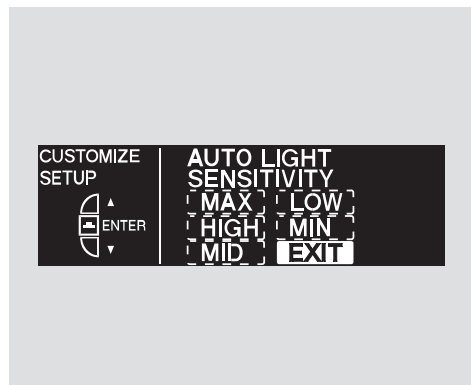 CUSTOMIZE
SETUP
ENTER
AUTO LIGHT
SENSITIVITY
MAX LOW
HIGH MIN
MID EXIT